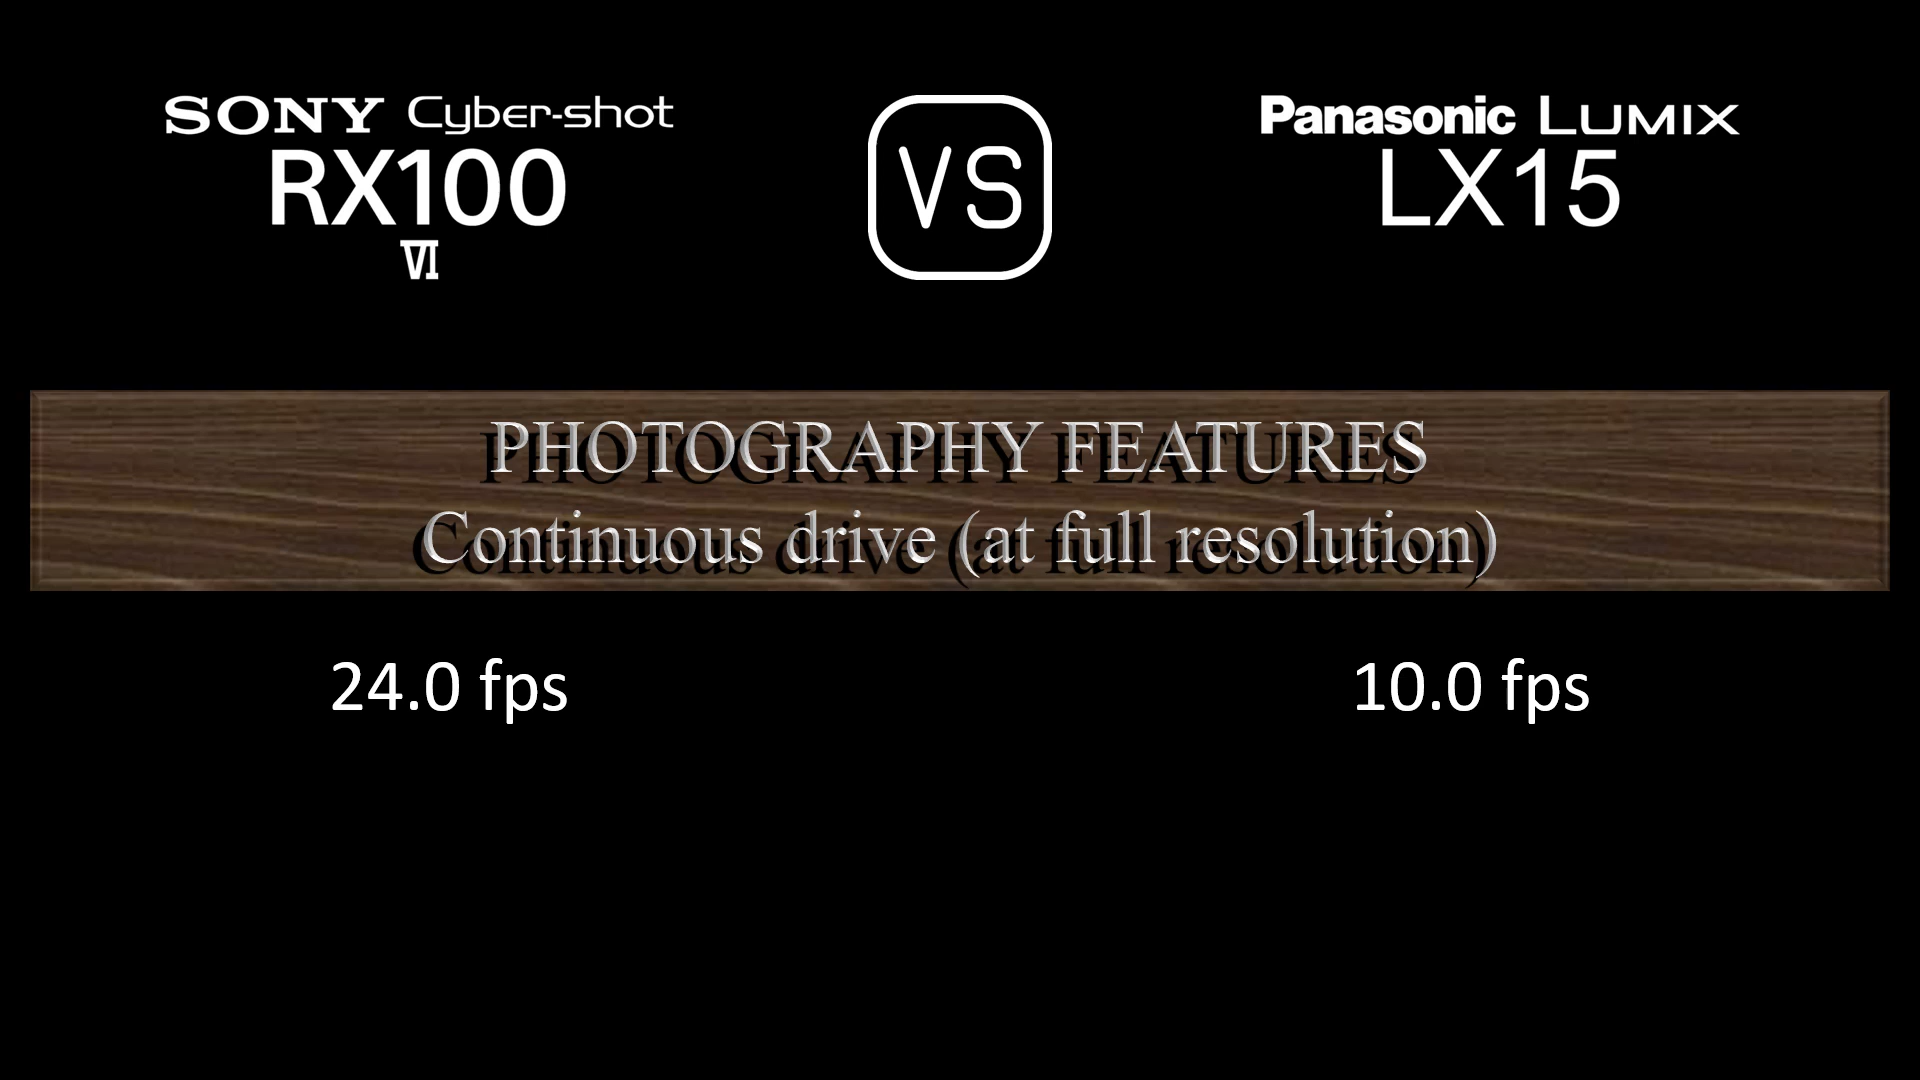 SONY Cyber-shot
RX100
VI
VS
Panasonic LUMIX
LX15
PHOTOGRAPHY FEATURES
Continuous drive (at full resolution)
24.0 fps
10.0 fps